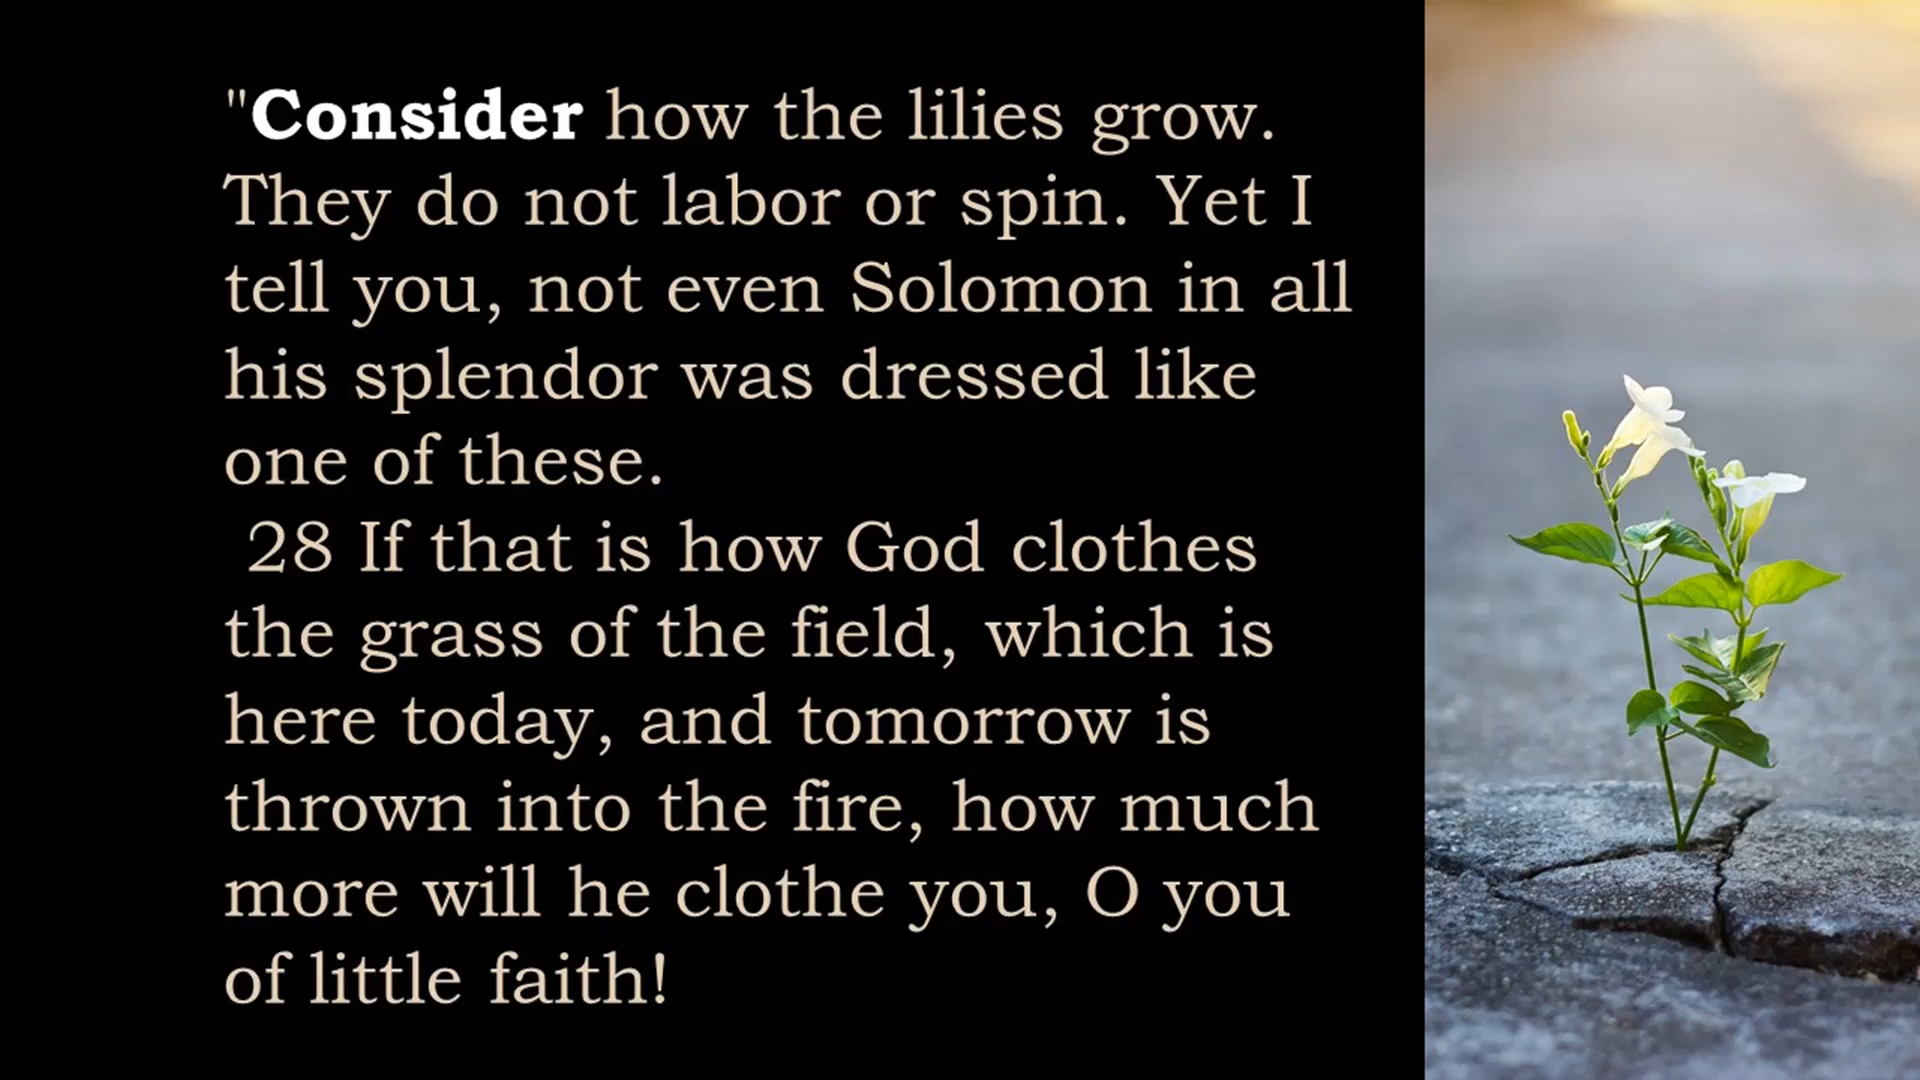 "Consider how the lilies grow.
They do not labor or spin. Yet I
tell you, not even Solomon in all
his splendor was dressed like
one of these.
28 If that is how God clothes
the grass of the field, which is
here today, and tomorrow is
thrown into the fire, how much
more will he clothe you, O you
of little faith!